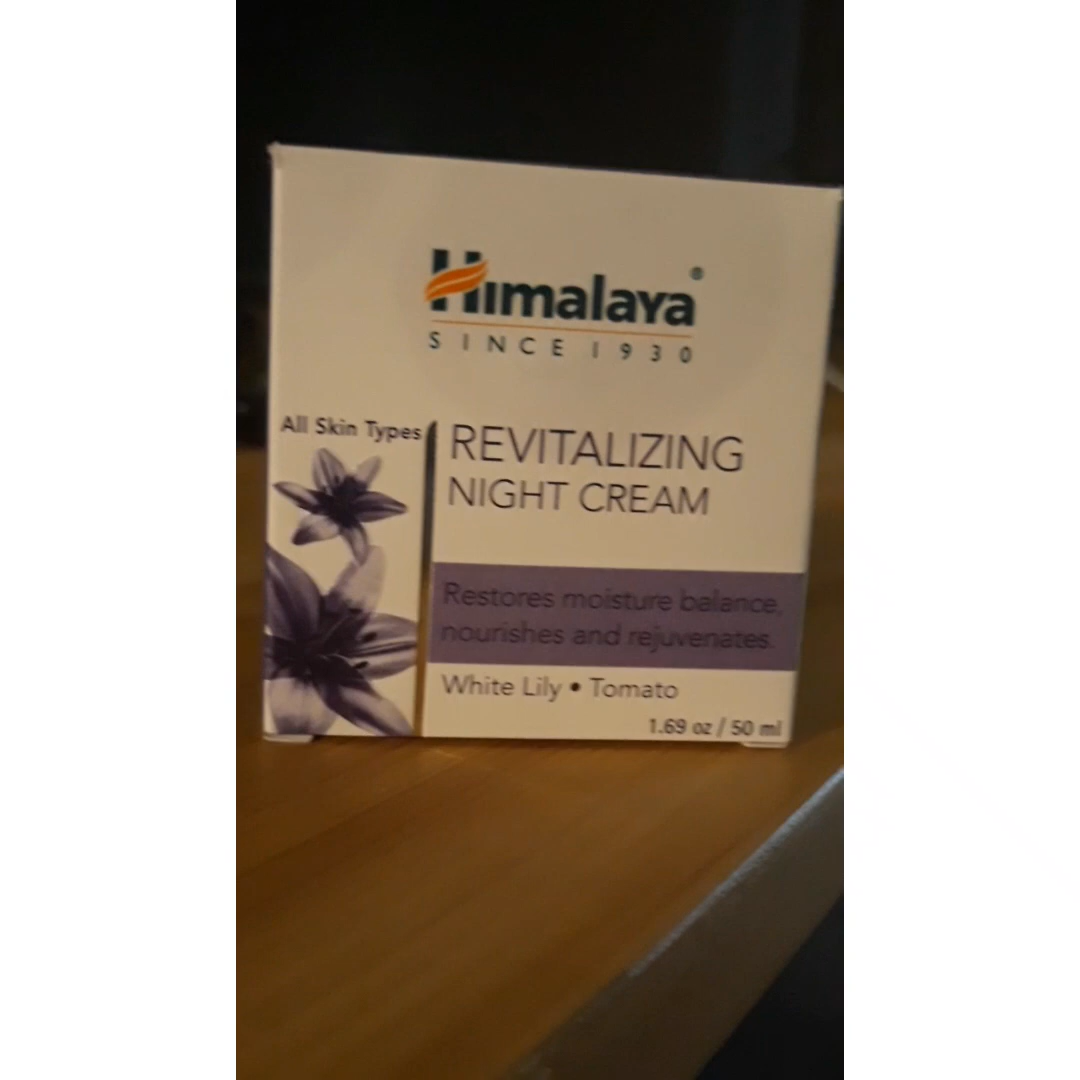 Himalaya®
SINCE 1930
All Skin Types
REVITALIZING
NIGHT CREAM
Restores moisture balance,
nourishes and rejuvenates.
White Lily • Tomato
1.69 oz / 50 ml